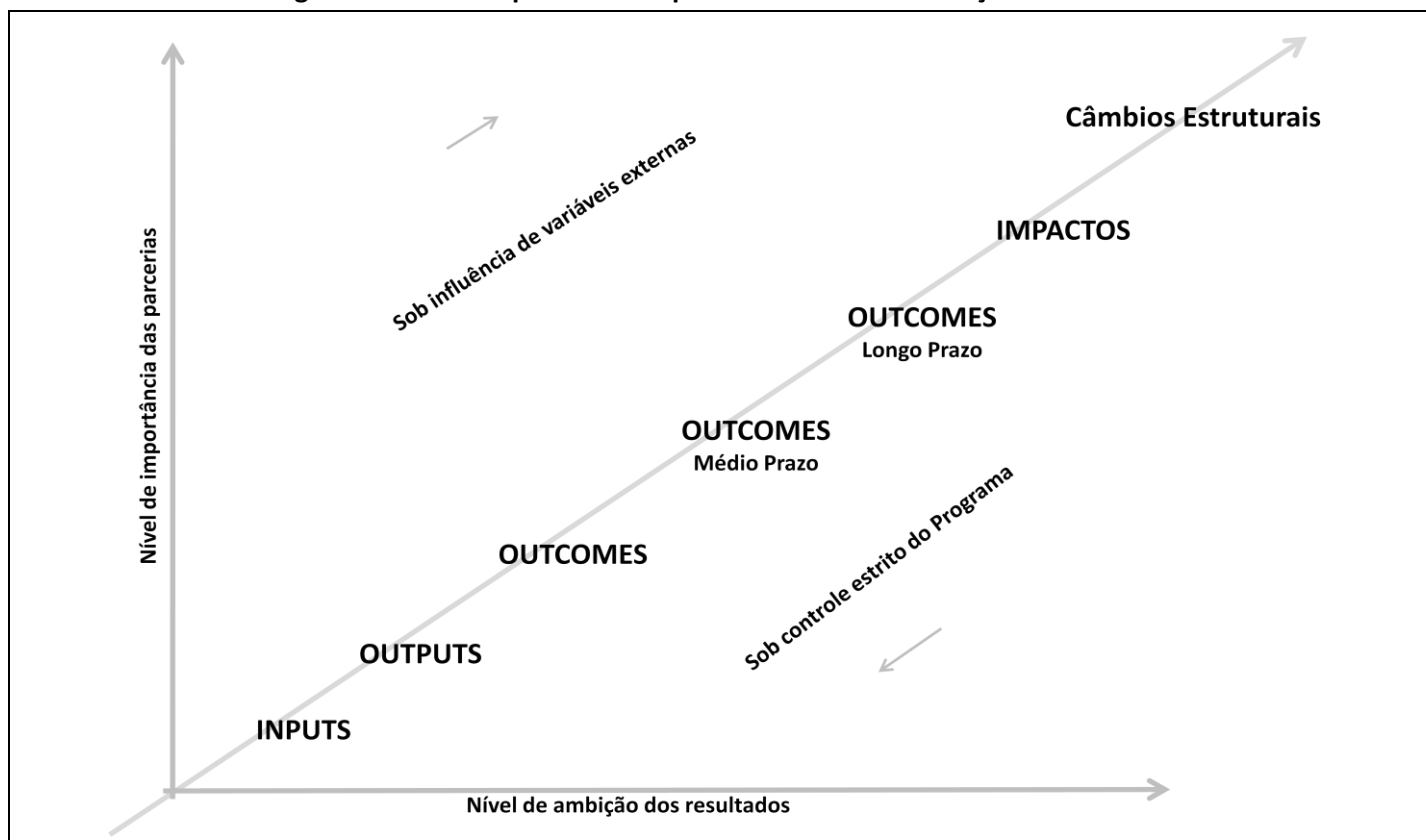 Câmbios Estruturais
Sob influência de variáveis externas
IMPACTOS
Nível de importância das parcerias
OUTCOMES
Longo Prazo
OUTCOMES
Médio Prazo
Sob controle estrito do Programa
OUTCOMES
OUTPUTS
INPUTS
Nível de ambição dos resultados